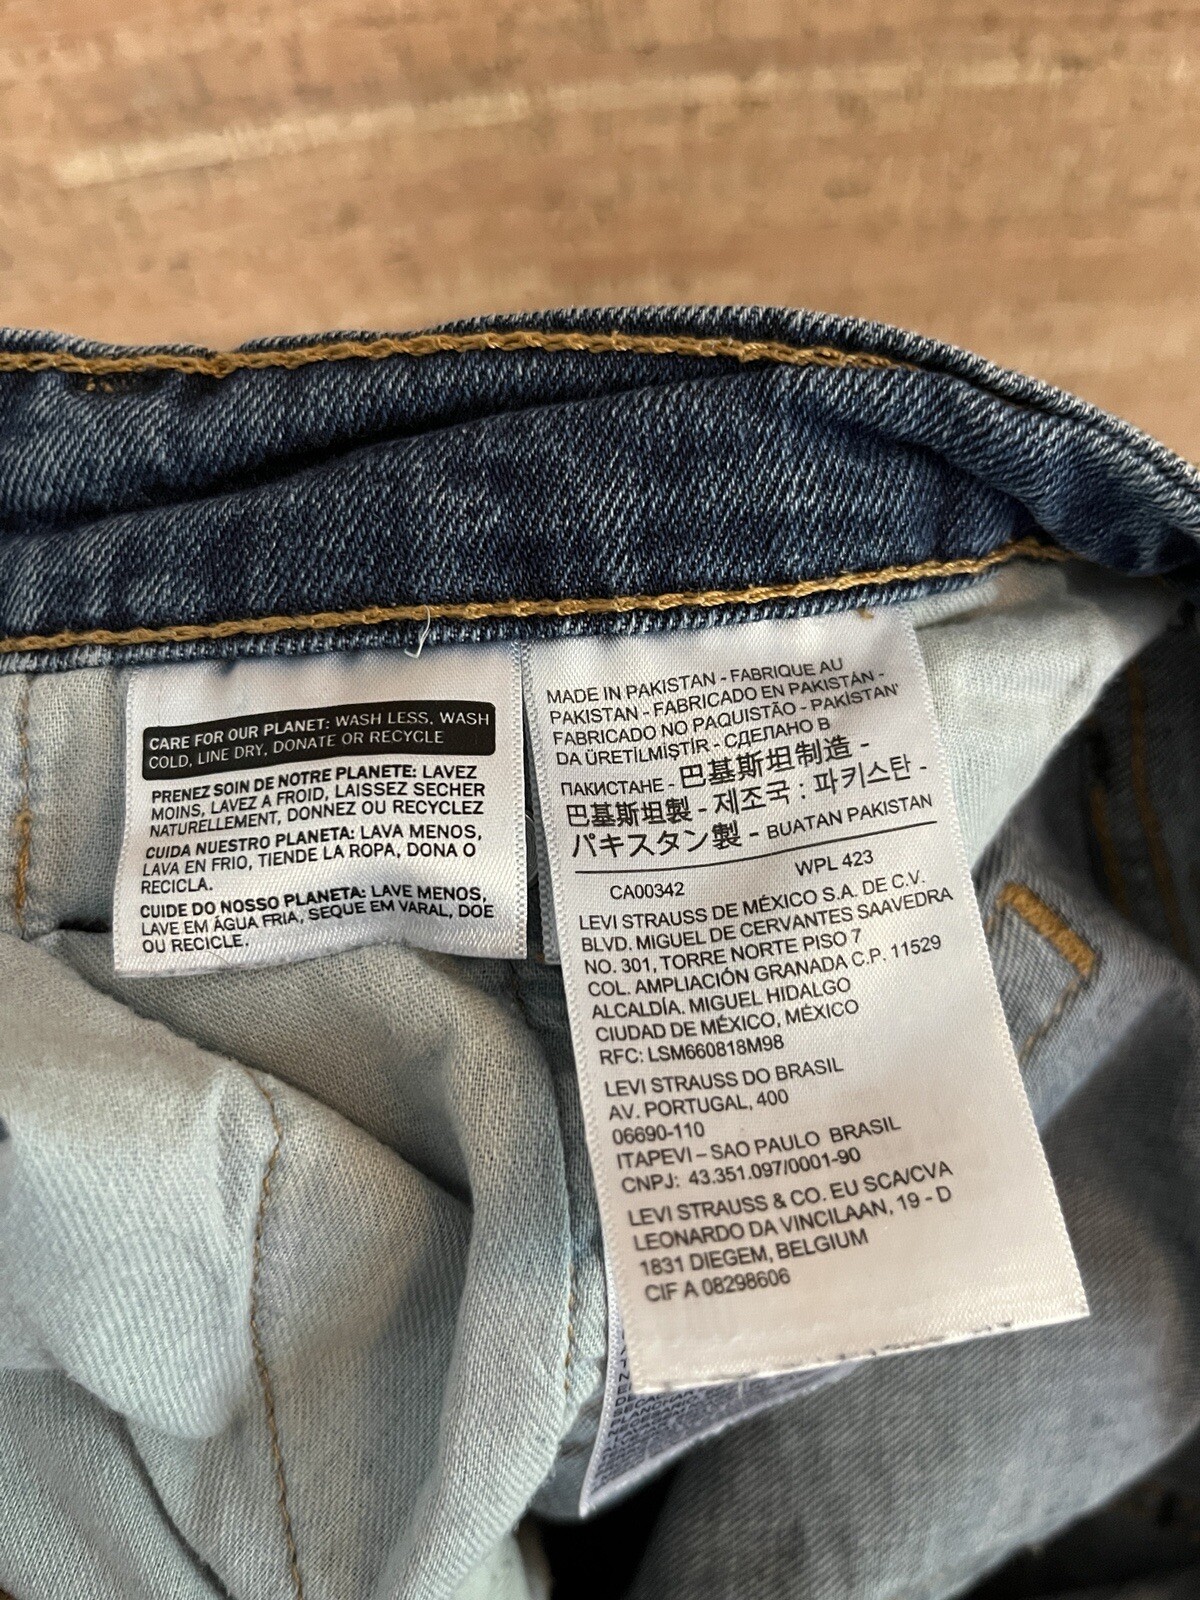 CARE FOR OUR PLANET: WASH LESS, WASH
COLD, LINE DRY, DONATE OR RECYCLE
PRENEZ SOIN DE NOTRE PLANETE: LAVEZ
MOINS, LAVEZ A FROID, LAISSEZ SECHER
NATURELLEMENT, DONNEZ OU RECYCLEZ
CUIDA NUESTRO PLANETA: LAVA MENOS,
LAVA EN FRIO, TIENDE LA ROPA, DONA O
RECICLA.
CUIDE DO NOSSO PLANETA: LAVE MENOS,
LAVE EM ÁGUA FRIA, SEQUE EM VARAL, DOE
OU RECICLE.
MADE IN PAKISTAN - FABRIQUE AU
PAKISTAN - FABRICADO EN PAKISTÁN -
FABRICADO NO PAQUISTÃO - PAKİSTAN'
DA ÜRETİLMİŞTİR - СДЕЛАНО В
ПАКИСТАНЕ - 巴基斯坦制造 -
巴基斯坦製 - 제조국 : 파키스탄 -
パキスタン製 - BUATAN PAKISTAN
CA00342 WPL 423
LEVI STRAUSS DE MÉXICO S.A. DE C.V.
BLVD. MIGUEL DE CERVANTES SAAVEDRA
NO. 301, TORRE NORTE PISO 7
COL. AMPLIACIÓN GRANADA C.P. 11529
ALCALDÍA. MIGUEL HIDALGO
CIUDAD DE MÉXICO, MÉXICO
RFC: LSM660818M98
LEVI STRAUSS DO BRASIL
AV. PORTUGAL, 400
06690-110
ITAPEVI – SAO PAULO BRASIL
CNPJ: 43.351.097/0001-90
LEVI STRAUSS & CO. EU SCA/CVA
LEONARDO DA VINCILAAN, 19 - D
1831 DIEGEM, BELGIUM
CIF A 08298606